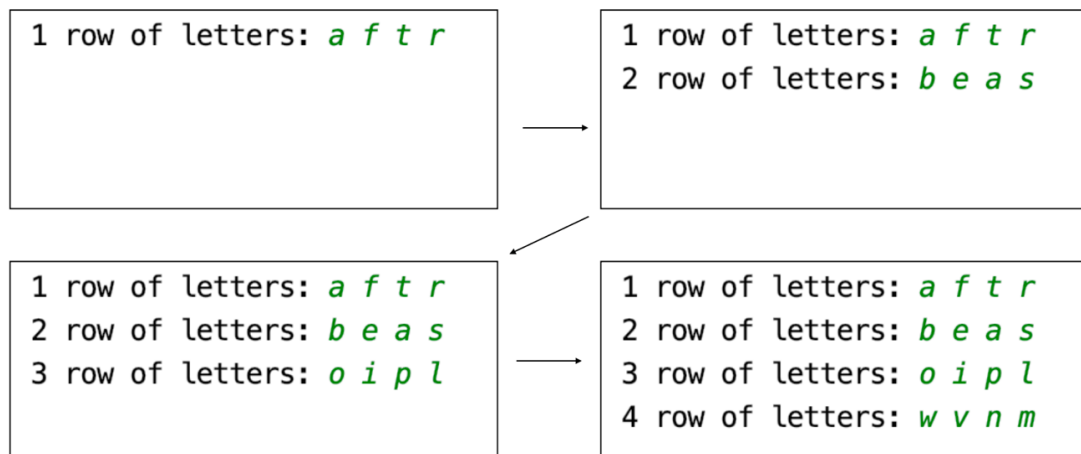 1 row of letters: a f t r
1 row of letters: a f t r
2 row of letters: b e a s
1 row of letters: a f t r
2 row of letters: b e a s
3 row of letters: o i p l
1 row of letters: a f t r
2 row of letters: b e a s
3 row of letters: o i p l
4 row of letters: w v n m